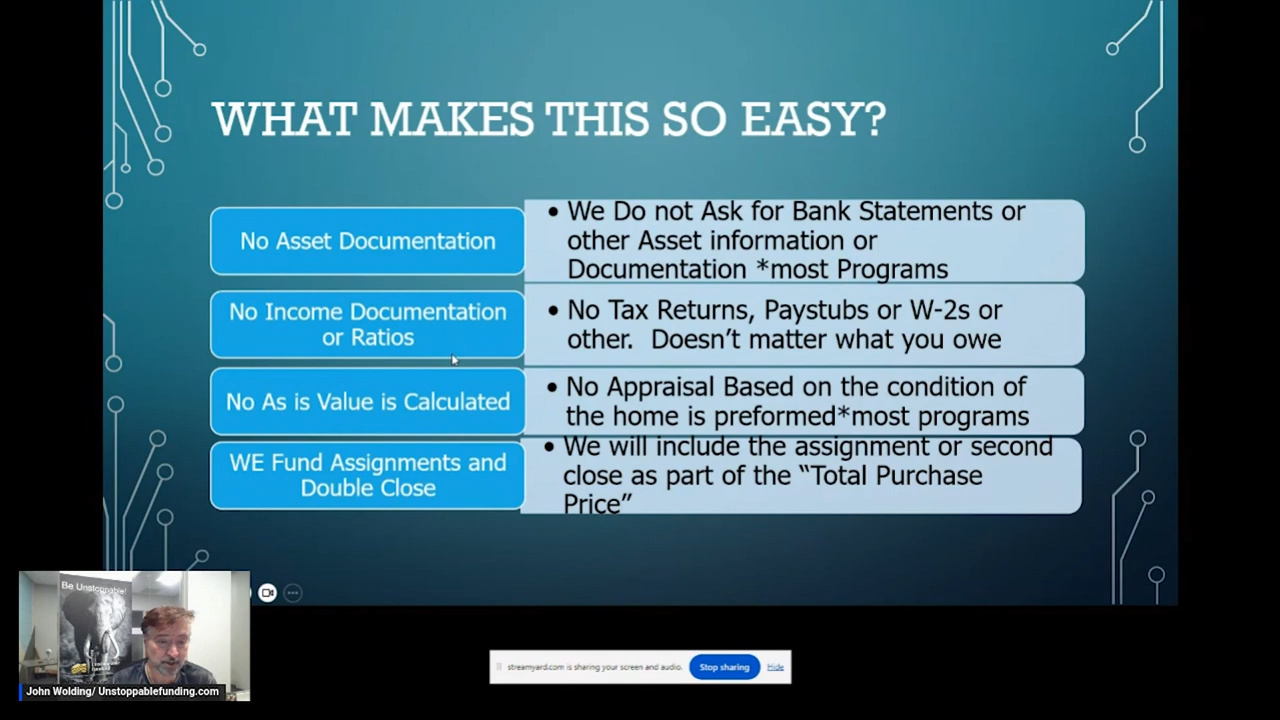 WHAT MAKES THIS SO EASY?
No Asset Documentation
• We Do not Ask for Bank Statements or
other Asset information or
Documentation *most Programs
No Income Documentation
or Ratios
• No Tax Returns, Paystubs or W-2s or
other.  Doesn’t matter what you owe
No As is Value is Calculated
• No Appraisal Based on the condition of
the home is preformed*most programs
WE Fund Assignments and
Double Close
• We will include the assignment or second
close as part of the “Total Purchase
Price”
Be Unstoppable!
John Wolding/ Unstoppablefunding.com
streamyard.com is sharing your screen and audio.
Stop sharing
Hide